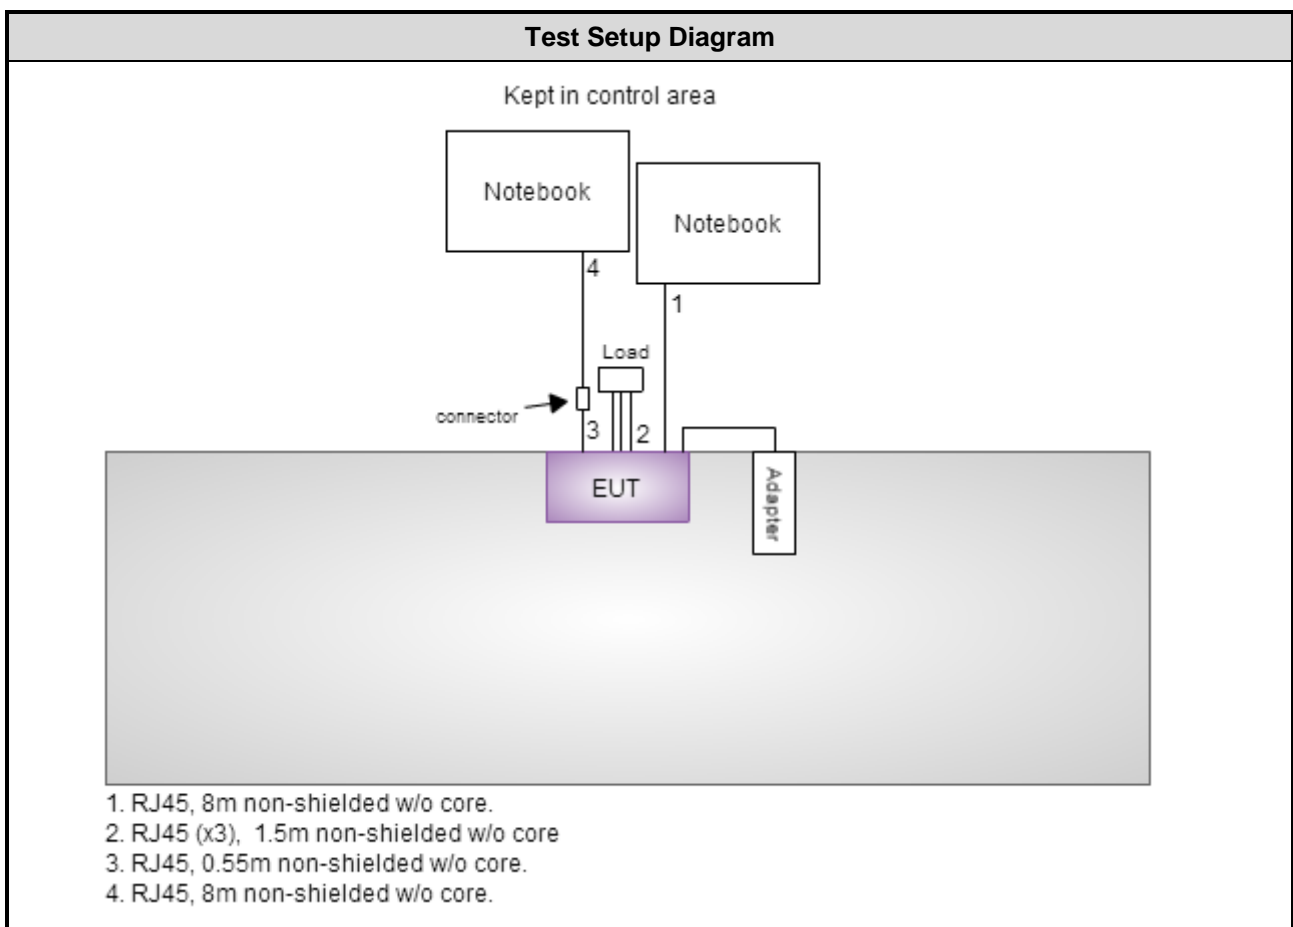 Test Setup Diagram
Kept in control area
Notebook
Notebook
4
1
Load
connector
3
2
EUT
Adapter
1. RJ45, 8m non-shielded w/o core.
2. RJ45 (x3),  1.5m non-shielded w/o core
3. RJ45, 0.55m non-shielded w/o core.
4. RJ45, 8m non-shielded w/o core.